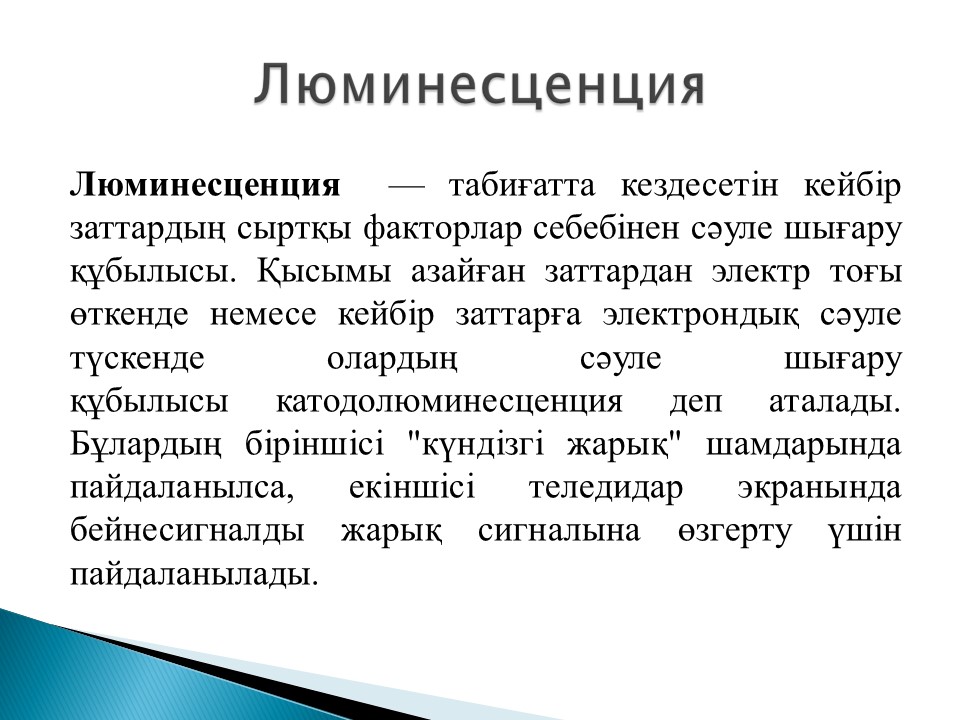 Люминесценция
Люминесценция — табиғатта кездесетін кейбір
заттардың сыртқы факторлар себебінен сәуле шығару
құбылысы. Қысымы азайған заттардан электр тоғы
өткенде немесе кейбір заттарға электрондық сәуле
түскенде олардың сәуле шығару
құбылысы катодолюминесценция деп аталады.
Бұлардың біріншісі "күндізгі жарық" шамдарында
пайдаланылса, екіншісі теледидар экранында
бейнесигналды жарық сигналына өзгерту үшін
пайдаланылады.